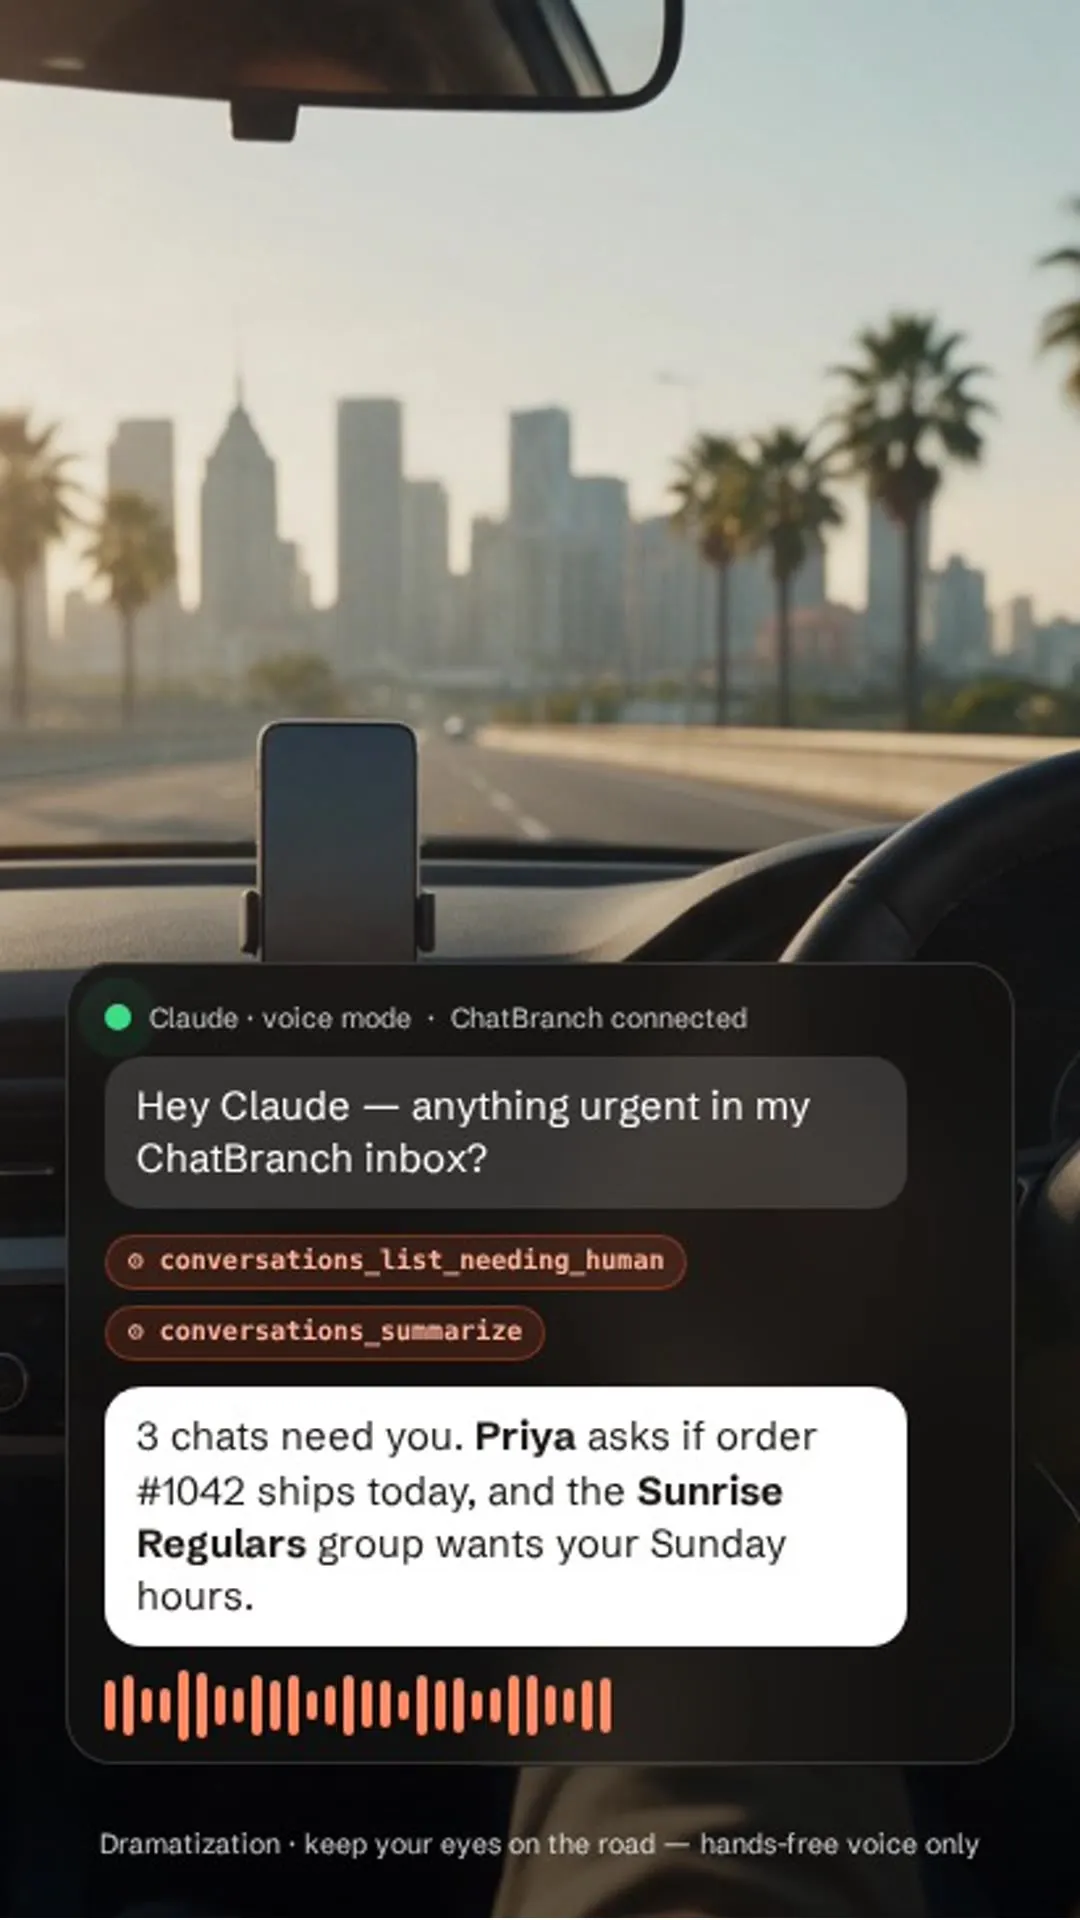 Claude · voice mode · ChatBranch connected
Hey Claude — anything urgent in my
ChatBranch inbox?
conversations_list_needing_human
conversations_summarize
3 chats need you. Priya asks if order
#1042 ships today, and the Sunrise
Regulars group wants your Sunday
hours.
Dramatization · keep your eyes on the road — hands-free voice only